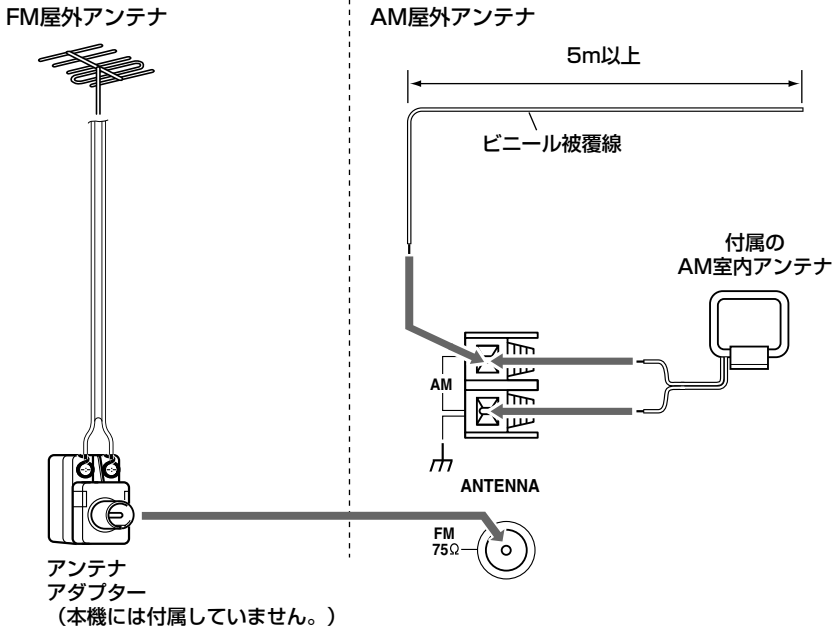 FM屋外アンテナ
AM屋外アンテナ
5m以上
ビニール被覆線
付属の
AM室内アンテナ
AM
ANTENNA
FM
75Ω
アンテナ
アダプター
（本機には付属していません。）